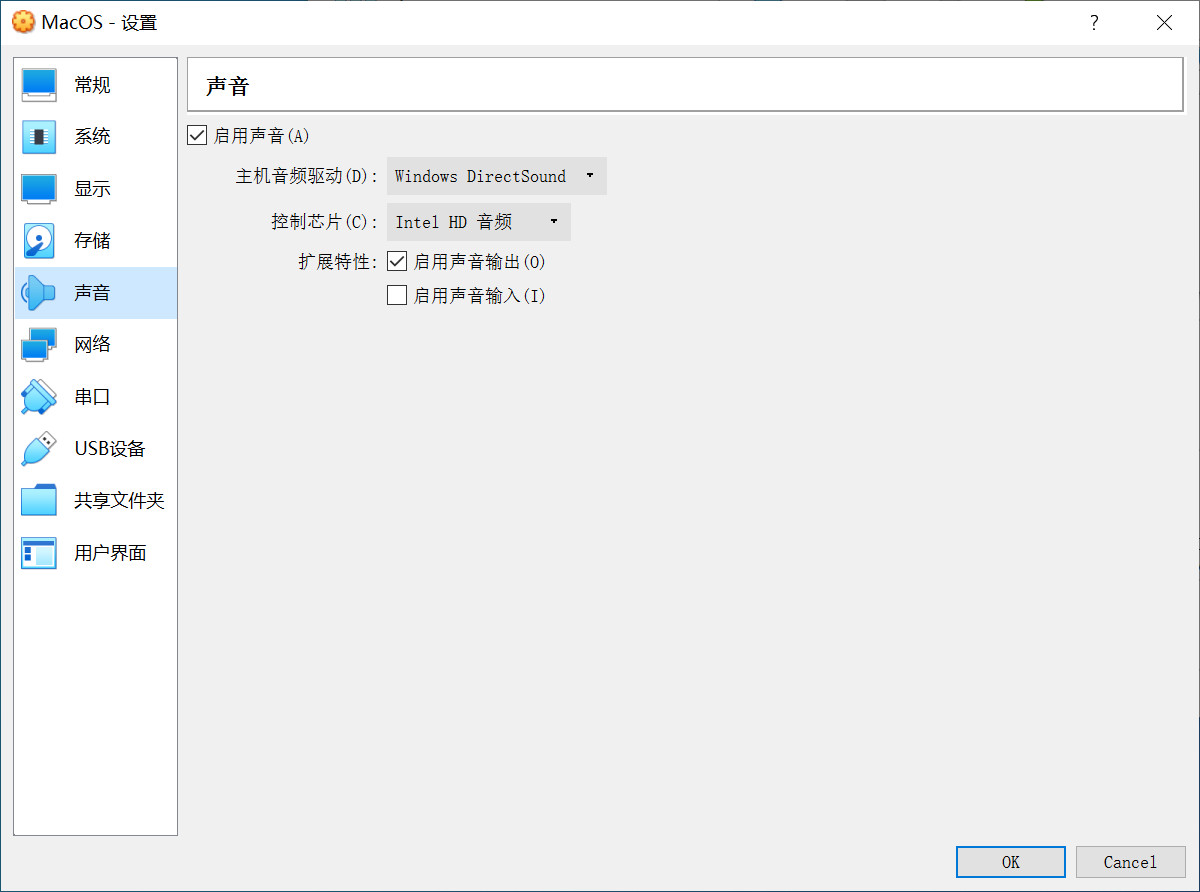 MacOS - 设置
?
常规
系统
显示
存储
声音
网络
串口
USB设备
共享文件夹
用户界面
声音
启用声音(A)
主机音频驱动(D): Windows DirectSound
控制芯片(C): Intel HD 音频
扩展特性: 启用声音输出(O)
启用声音输入(I)
OK Cancel